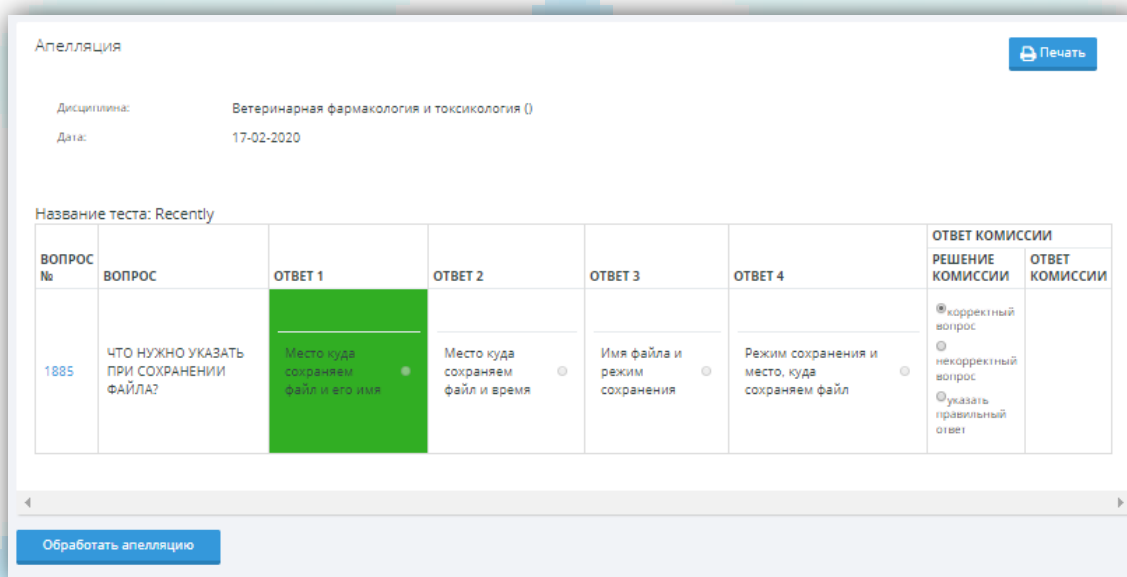 Апелляция
Печать
Дисциплина: Ветеринарная фармакология и токсикология ()
Дата: 17-02-2020
Название теста: Recently
ВОПРОС №
ВОПРОС
ОТВЕТ 1
ОТВЕТ 2
ОТВЕТ 3
ОТВЕТ 4
ОТВЕТ КОМИССИИ
РЕШЕНИЕ
КОМИССИИ
ОТВЕТ
КОМИССИИ
1885
ЧТО НУЖНО УКАЗАТЬ
ПРИ СОХРАНЕНИИ
ФАЙЛА?
Место куда
сохраняем
файл и его имя
Место куда
сохраняем
файл и время
Имя файла и
режим
сохранения
Режим сохранения и
место, куда
сохраняем файл
корректный
вопрос
некорректный
вопрос
указать
правильный
ответ
Обработать апелляцию